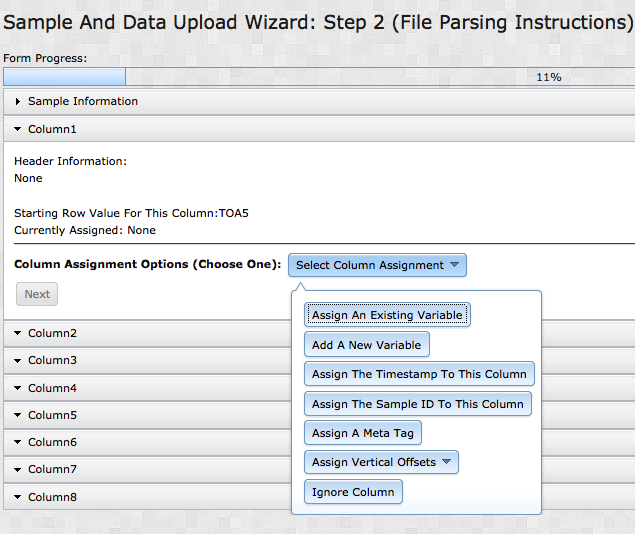 Sample And Data Upload Wizard: Step 2 (File Parsing Instructions)
Form Progress:
11%
Sample Information
Column1
Header Information:
None
Starting Row Value For This Column:TOA5
Currently Assigned: None
Column Assignment Options (Choose One): Select Column Assignment
Next
Assign An Existing Variable
Add A New Variable
Assign The Timestamp To This Column
Assign The Sample ID To This Column
Assign A Meta Tag
Assign Vertical Offsets
Ignore Column
Column2
Column3
Column4
Column5
Column6
Column7
Column8